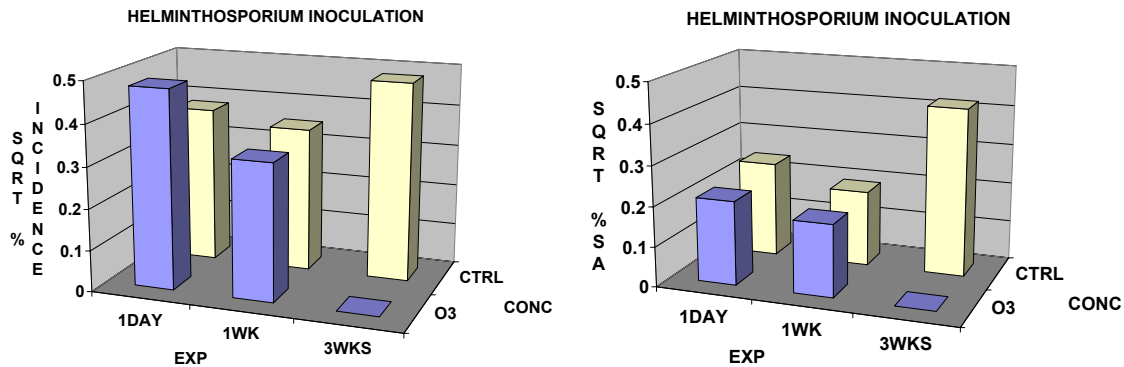 HELMINTHOSPORIUM INOCULATION
SQRT %
INCIDENCE
0.5
0.4
0.3
0.2
0.1
0
1DAY
1WK
3WKS
EXP
CTRL
O3
CONC
HELMINTHOSPORIUM INOCULATION
SQRT %SA
0.5
0.4
0.3
0.2
0.1
0
1DAY
1WK
3WKS
EXP
CTRL
O3
CONC